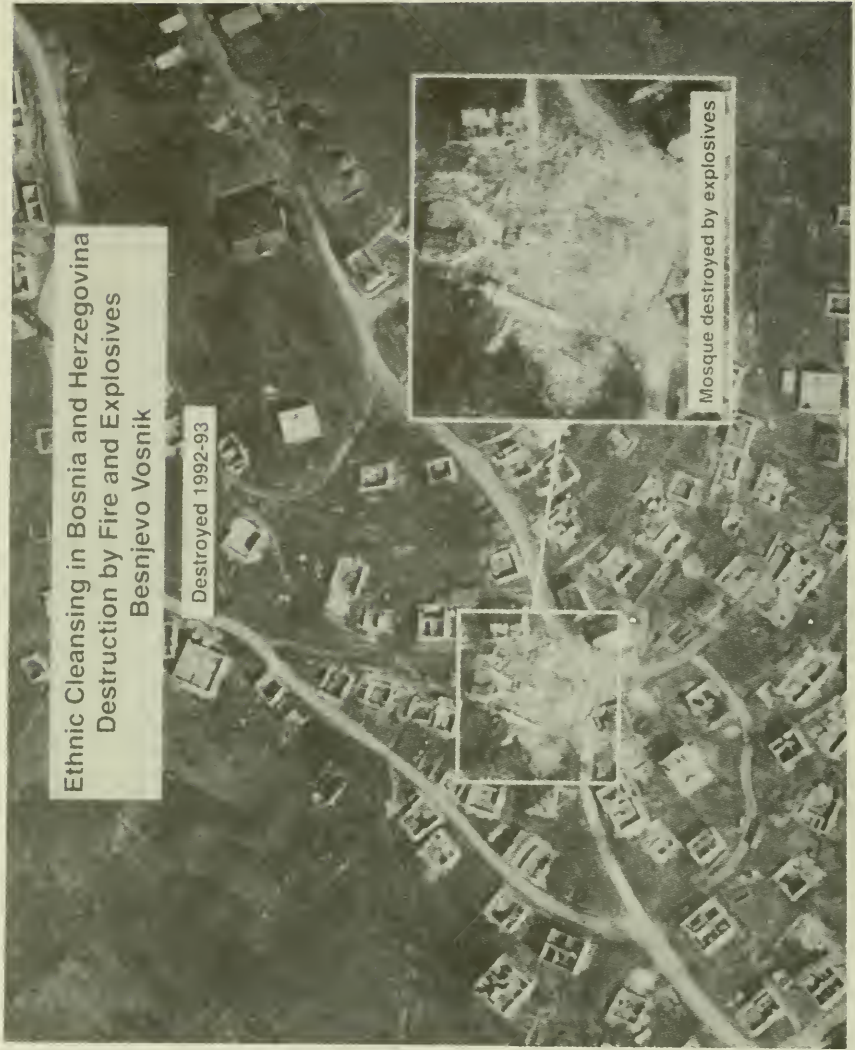 Ethnic Cleansing in Bosnia and Herzegovina
Destruction by Fire and Explosives
Besnjevo Vosnik
Destroyed 1992-93
Mosque destroyed by explosives